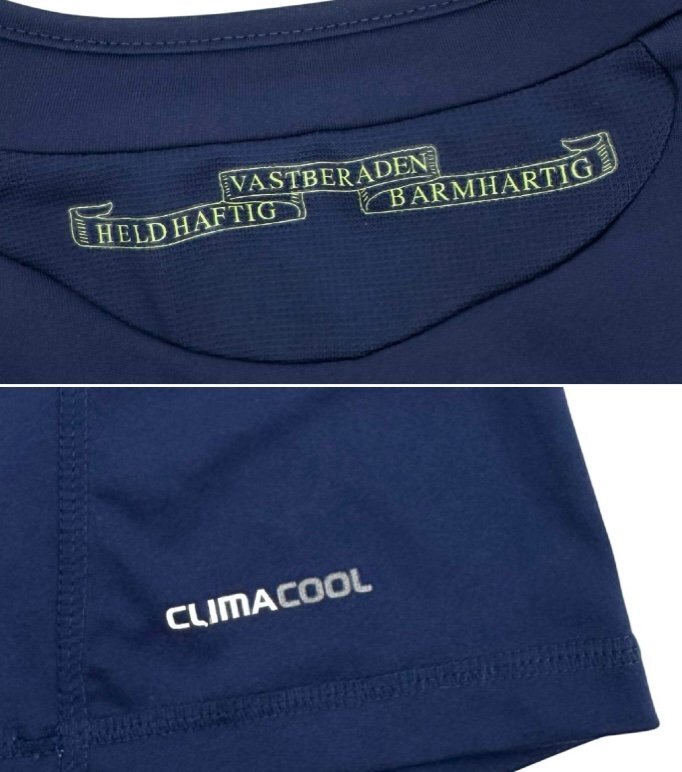 HELDHAFTIG
VASTBERADEN
BARMHARTIG
CLIMACOOL